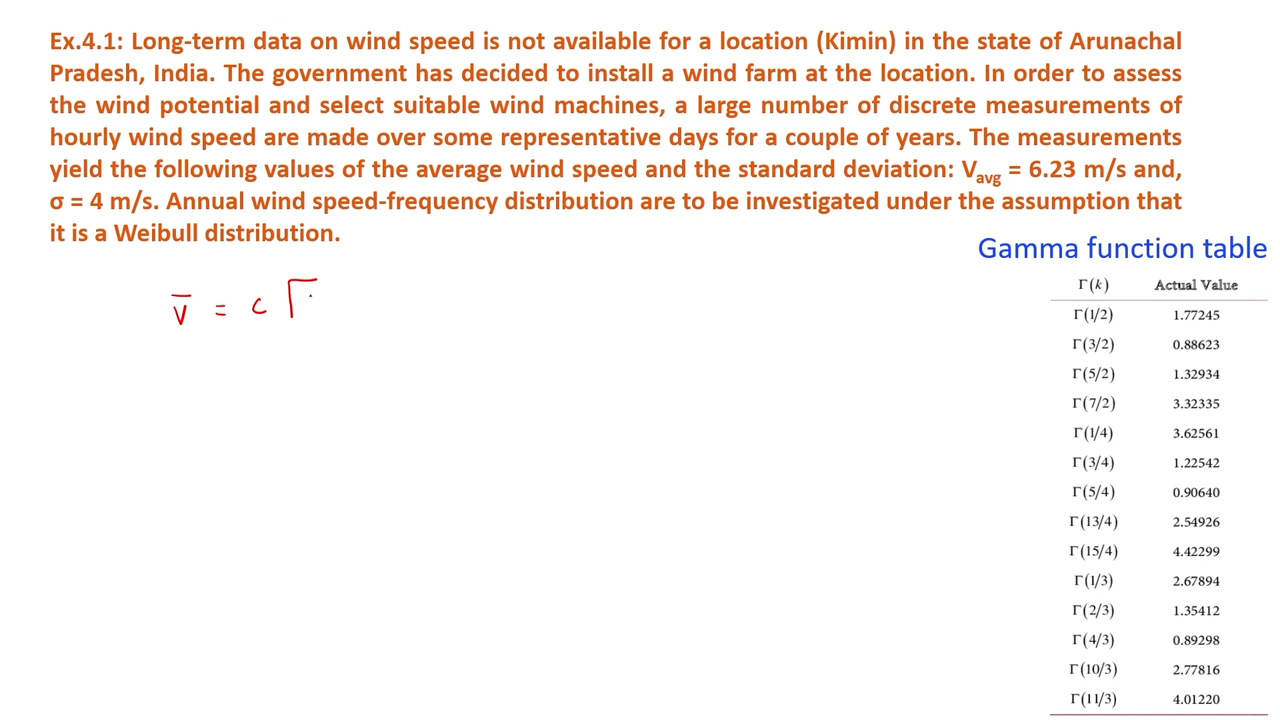 Ex.4.1: Long-term data on wind speed is not available for a location (Kimin) in the state of Arunachal
Pradesh, India. The government has decided to install a wind farm at the location. In order to assess
the wind potential and select suitable wind machines, a large number of discrete measurements of
hourly wind speed are made over some representative days for a couple of years. The measurements
yield the following values of the average wind speed and the standard deviation: Vavg = 6.23 m/s and,
σ = 4 m/s. Annual wind speed-frequency distribution are to be investigated under the assumption that
it is a Weibull distribution.
v̄ = c Γ
Gamma function table
Γ(k) Actual Value
Γ(1/2) 1.77245
Γ(3/2) 0.88623
Γ(5/2) 1.32934
Γ(7/2) 3.32335
Γ(1/4) 3.62561
Γ(3/4) 1.22542
Γ(5/4) 0.90640
Γ(13/4) 2.54926
Γ(15/4) 4.42299
Γ(1/3) 2.67894
Γ(2/3) 1.35412
Γ(4/3) 0.89298
Γ(10/3) 2.77816
Γ(11/3) 4.01220